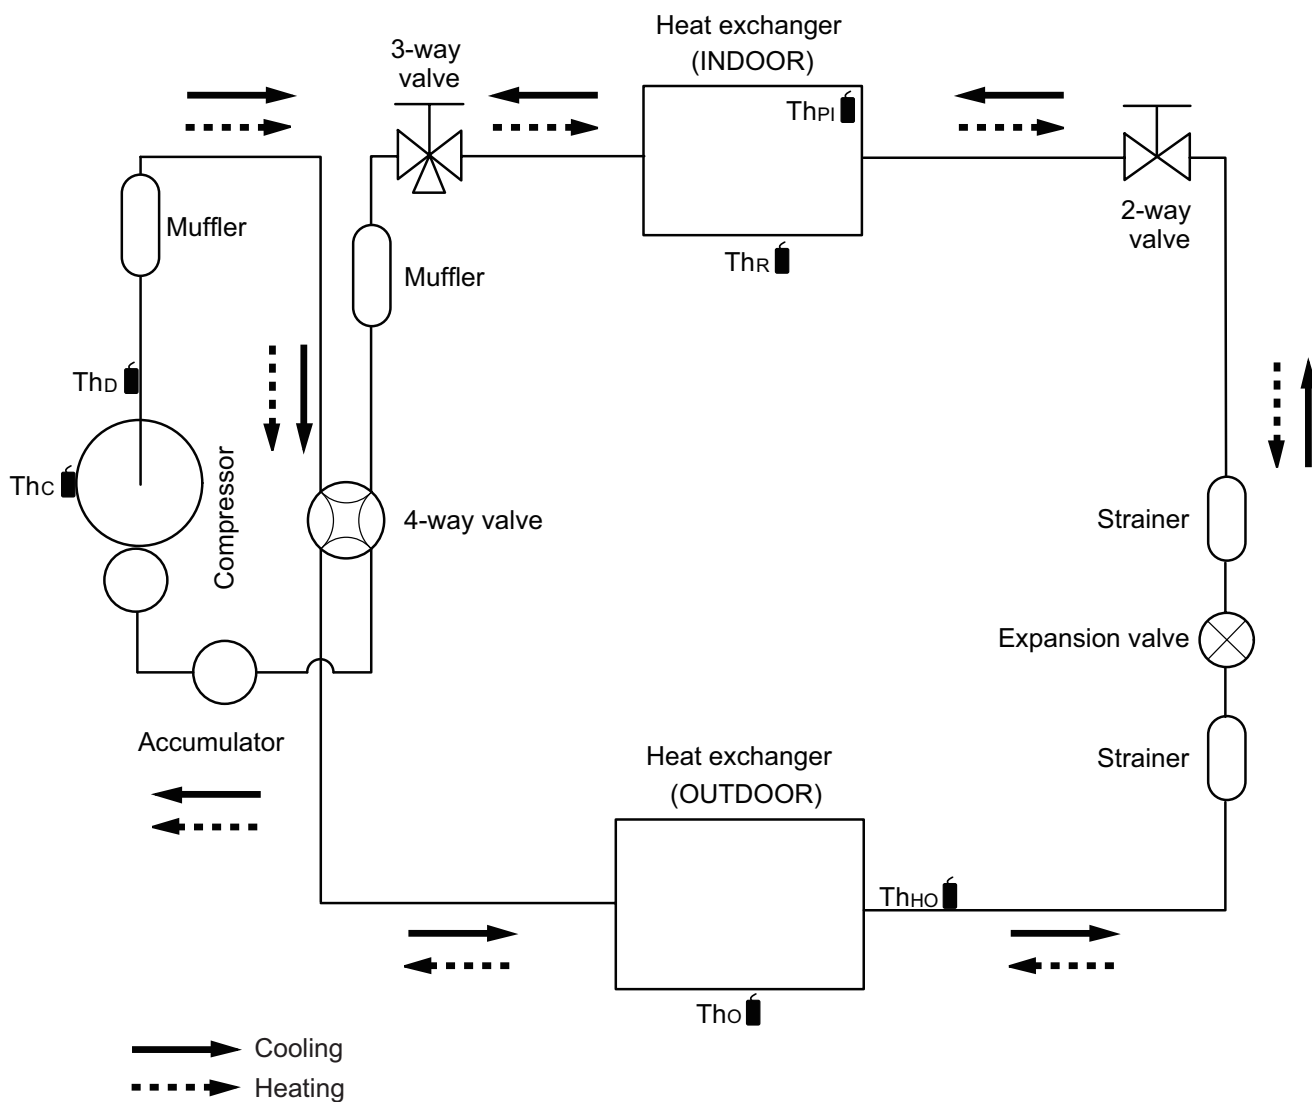 Heat exchanger
(INDOOR)
3-way
valve
ThPI
Muffler
2-way
valve
ThR
Muffler
ThD
ThC
Compressor
4-way valve
Strainer
Expansion valve
Accumulator
Heat exchanger
(OUTDOOR)
Strainer
ThHO
ThO
Cooling
Heating